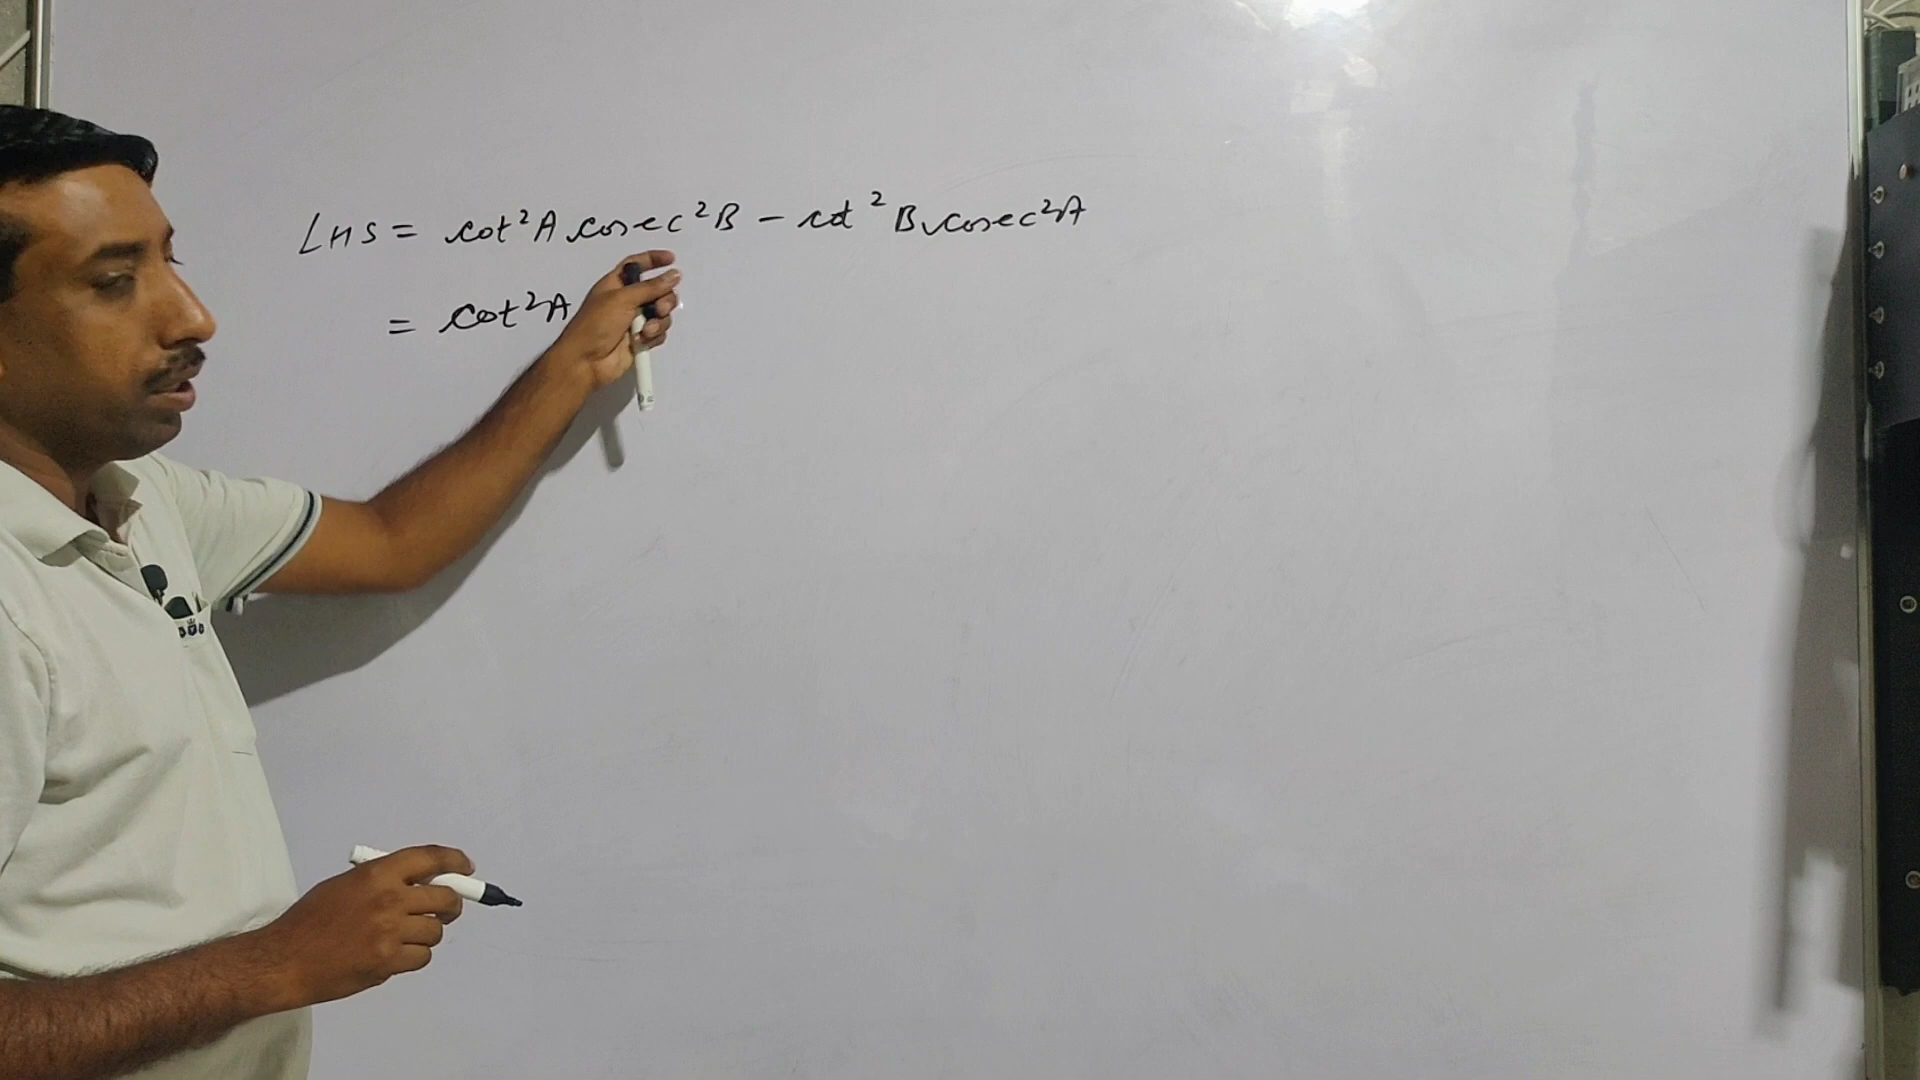 LHS = cot²A cosec²B - cot²B cosec²A
= cot²A